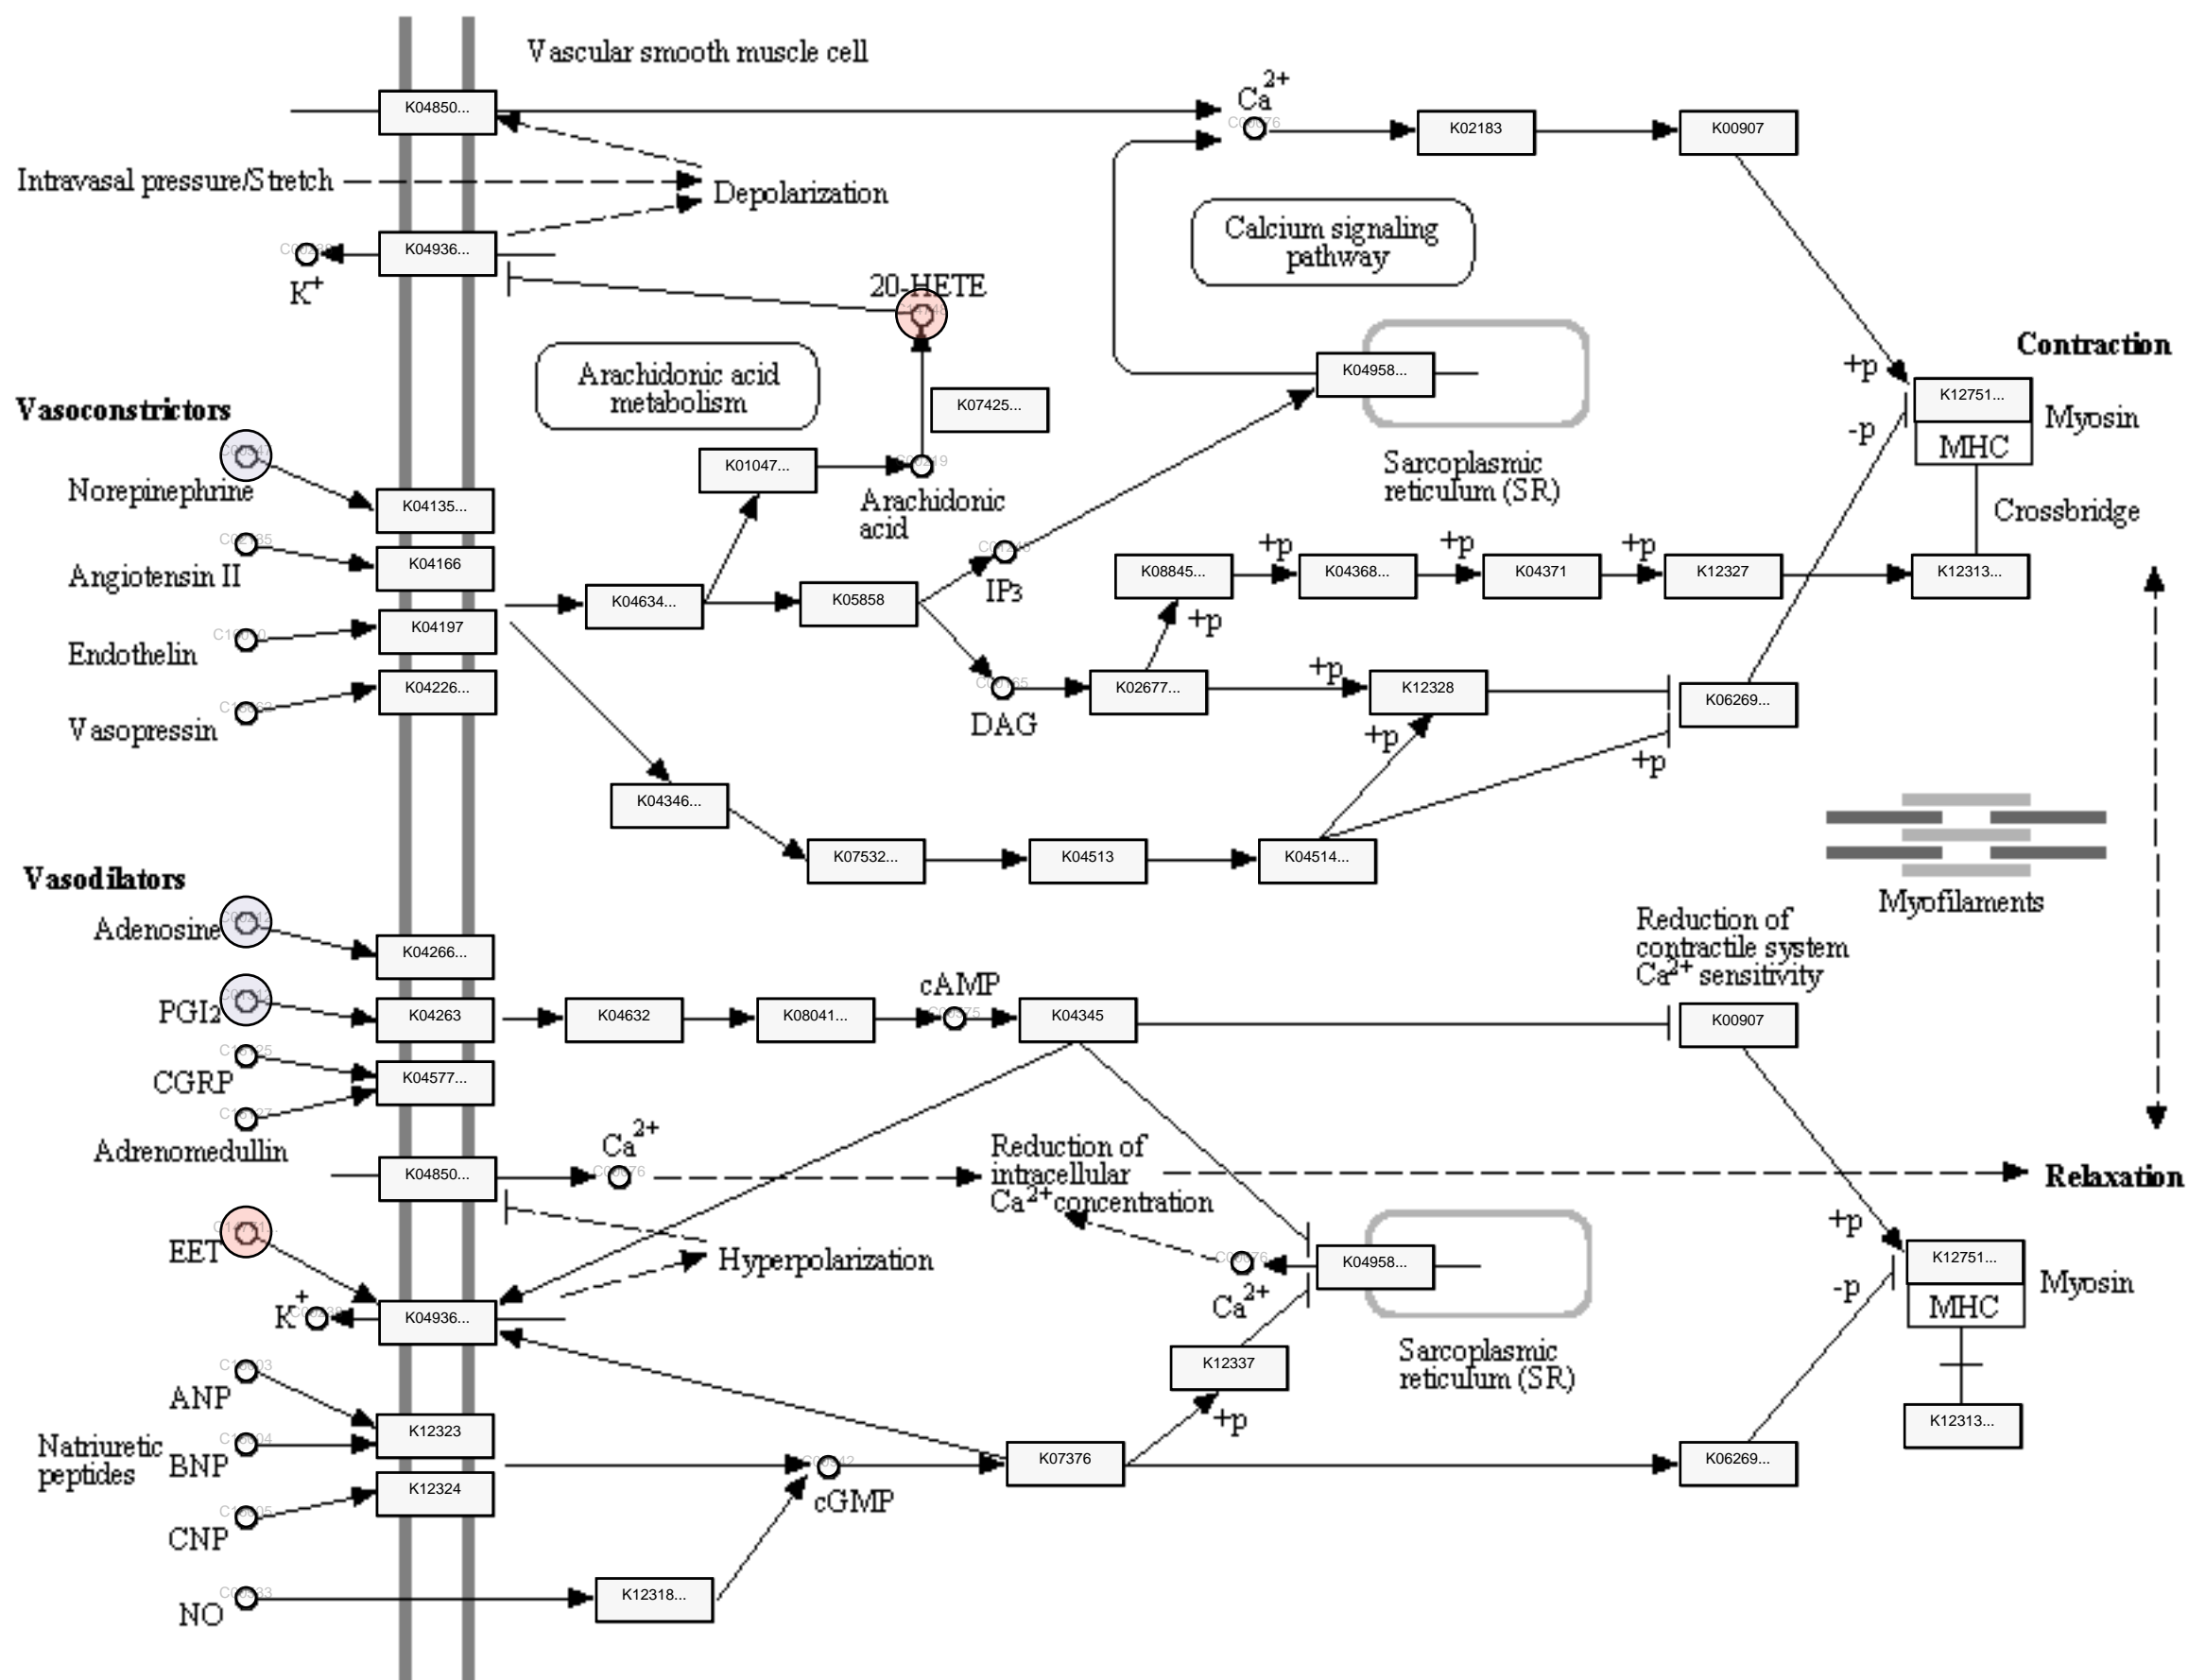 Vascular smooth muscle cell
K04850...
Ca2+
C00076
K02183
K00907
Intravasal pressure/Stretch
Depolarization
Calcium signaling
pathway
K04936...
K+
20-HETE
Contraction
Arachidonic acid
metabolism
K04958...
+p
K12751...
Myosin
K07425...
-p
MHC
Vasoconstrictors
K01047...
Sarcoplasmic
reticulum (SR)
Norepinephrine
K04135...
Arachidonic
acid
Crossbridge
Angiotensin II
K04166
IP3
K08845...
+p
K04368...
+p
K04371
+p
K12327
K12313...
K04634...
K05858
+p
Endothelin
K04197
Vasopressin
K04226...
DAG
K02677...
+p
K12328
K06269...
+p
+p
K04346...
K07532...
K04513
K04514...
Myofilaments
Vasodilators
Adenosine
K04266...
Reduction of
contractile system
Ca2+ sensitivity
PGI2
K04263
K04632
K08041...
cAMP
K04345
K00907
CGRP
K04577...
Adrenomedullin
K04850...
Ca2+
C00076
Reduction of
intracellular
Ca2+ concentration
Relaxation
+p
EET
Hyperpolarization
C00076
Ca2+
K04958...
K12751...
Myosin
-p
MHC
K+
K04936...
K12337
Sarcoplasmic
reticulum (SR)
+p
K12313...
ANP
Natriuretic
peptides
BNP
K12323
CNP
K12324
cGMP
K07376
K06269...
NO
K12318...